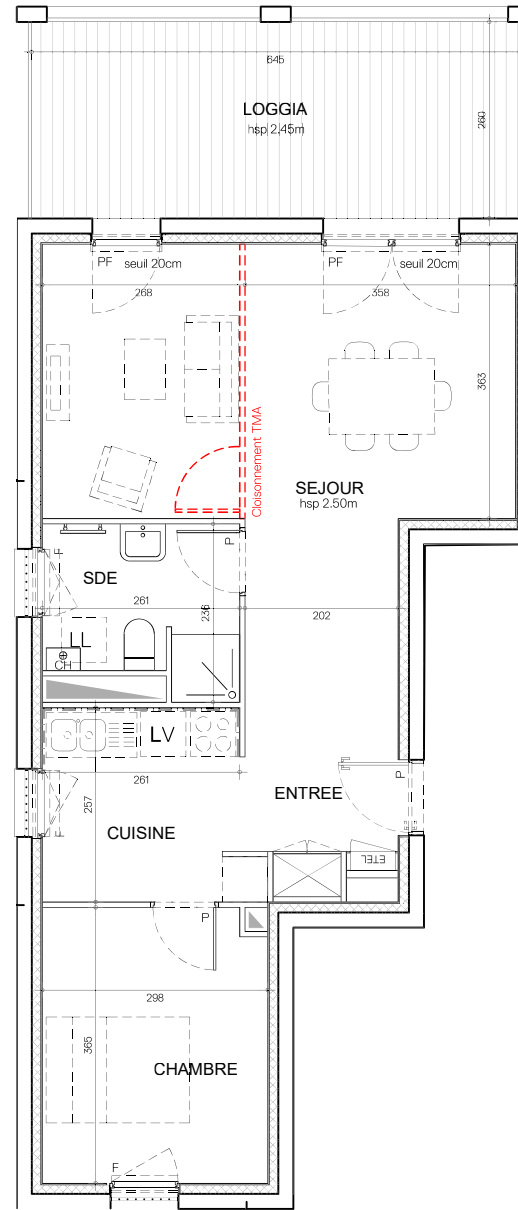 645
LOGGIA
hsp 2.45m
260
PF
seuil 20cm
PF
seuil 20cm
268
358
363
Cloisonnement TMA
SEJOUR
hsp 2.50m
F
P
SDE
261
236
202
LL
CH
LV
261
257
F
ENTREE
P
CUISINE
ETEL
P
298
365
CHAMBRE
F